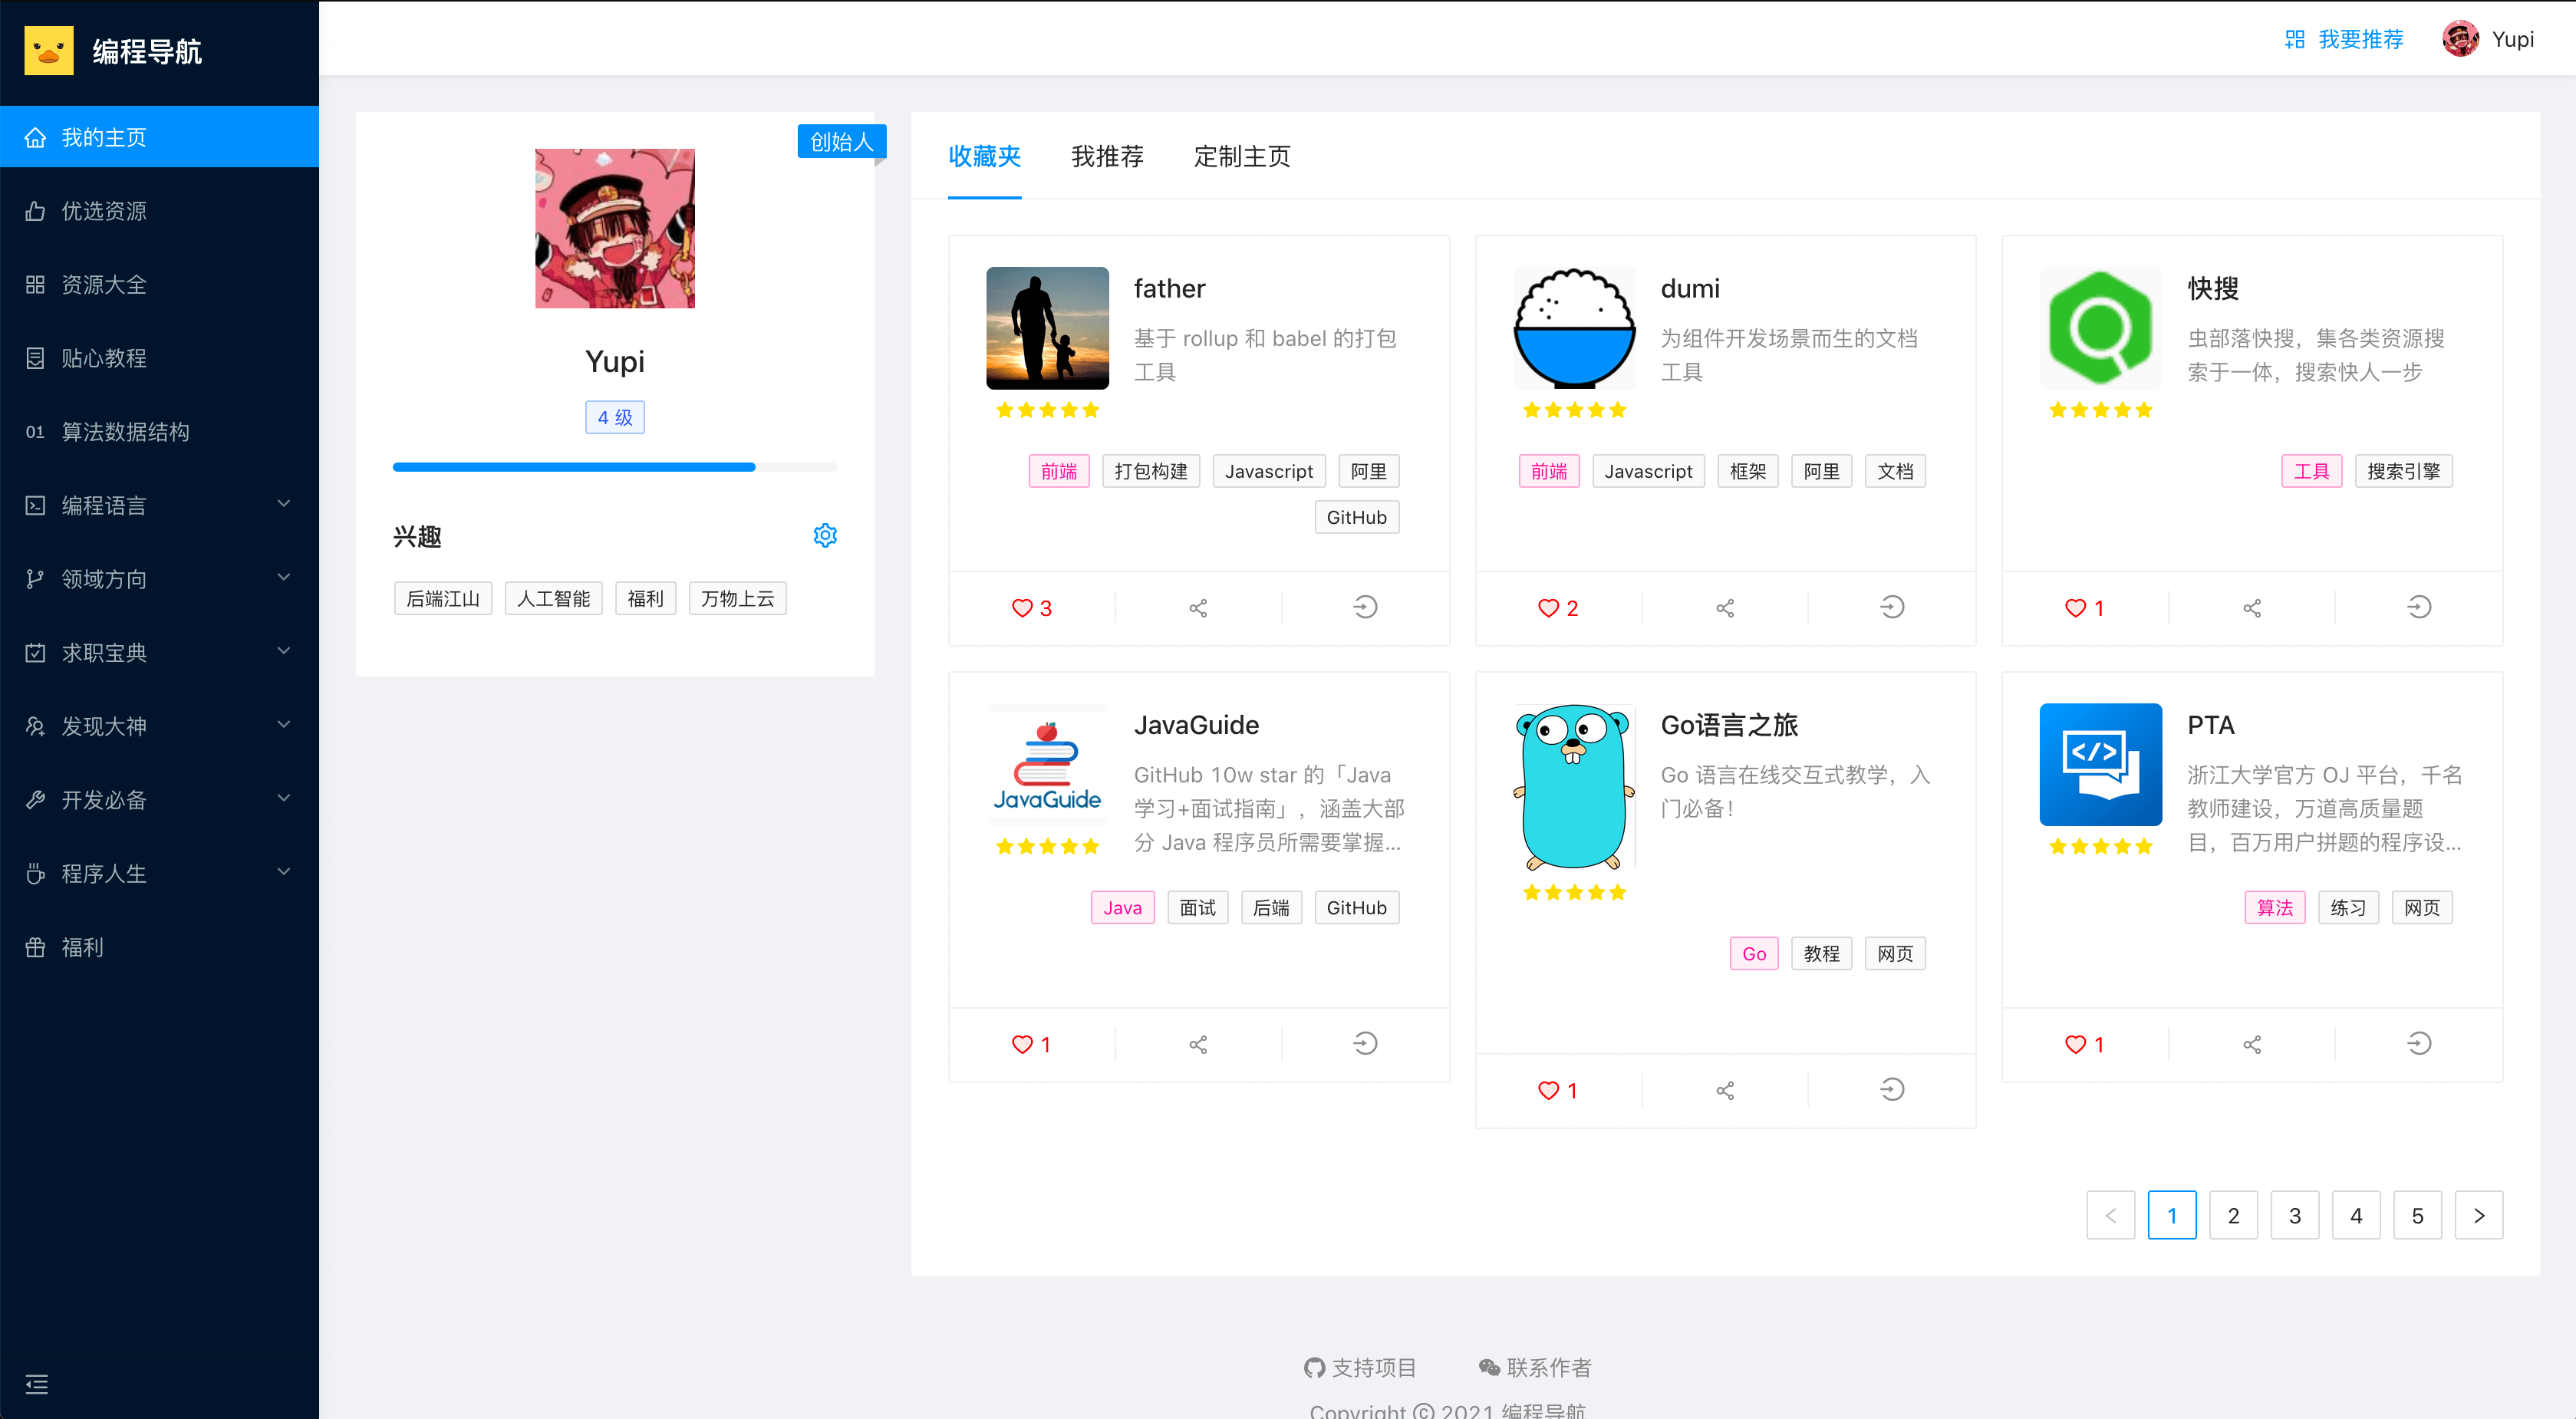 编程导航
我要推荐
Yupi
我的主页
优选资源
资源大全
贴心教程
01 算法数据结构
编程语言
领域方向
求职宝典
发现大神
开发必备
程序人生
福利
创始人
Yupi
4 级
兴趣
后端江山 人工智能 福利 万物上云
收藏夹 我推荐 定制主页
father
基于 rollup 和 babel 的打包
工具
前端 打包构建 Javascript 阿里
GitHub
3
dumi
为组件开发场景而生的文档
工具
前端 Javascript 框架 阿里 文档
2
快搜
虫部落快搜，集各类资源搜
索于一体，搜索快人一步
工具 搜索引擎
1
JavaGuide
JavaGuide
GitHub 10w star 的「Java
学习+面试指南」，涵盖大部
分 Java 程序员所需要掌握...
Java 面试 后端 GitHub
1
Go语言之旅
Go 语言在线交互式教学，入
门必备！
Go 教程 网页
1
</>
PTA
浙江大学官方 OJ 平台，千名
教师建设，万道高质量题
目，百万用户拼题的程序设...
算法 练习 网页
1
< 1 2 3 4 5 >
支持项目 联系作者
Copyright © 2021 编程导航